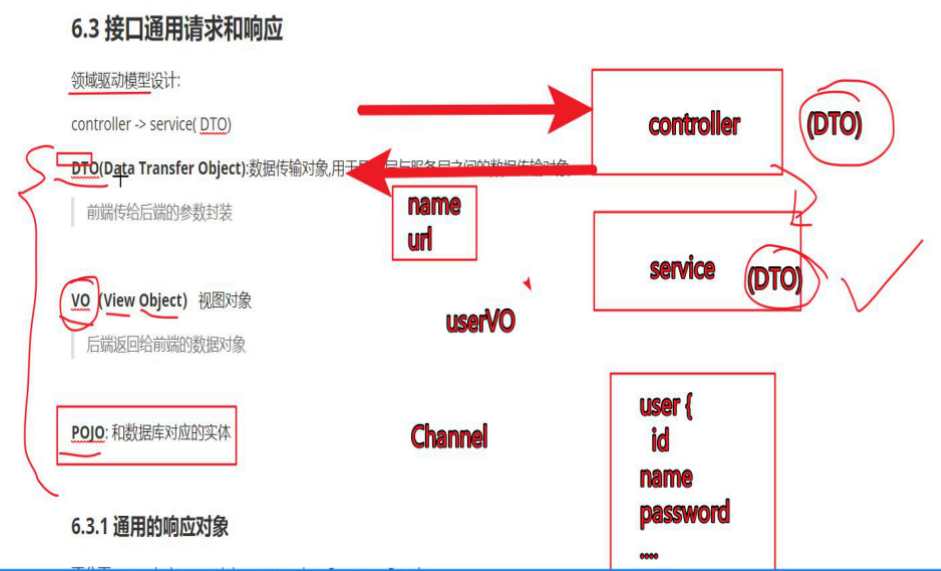 6.3 接口通用请求和响应
领域驱动模型设计:
controller -> service( DTO)
DTO(Data Transfer Object):数据传输对象,用于展示层与服务层之间的数据传输对象
前端传给后端的参数封装
VO (View Object) 视图对象
后端返回给前端的数据对象
POJO: 和数据库对应的实体
6.3.1 通用的响应对象
controller
(DTO)
name
url
service
(DTO)
userVO
Channel
user {
id
name
password
....